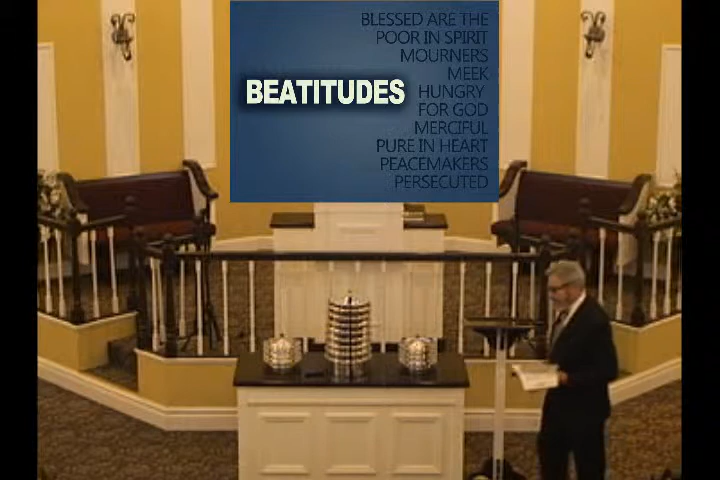 BLESSED ARE THE
POOR IN SPIRIT
MOURNERS
MEEK
BEATITUDES
HUNGRY
FOR GOD
MERCIFUL
PURE IN HEART
PEACEMAKERS
PERSECUTED